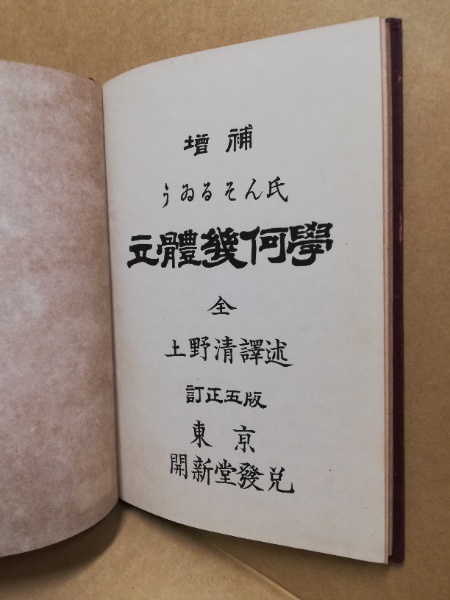 增補
うゐるそん氏
立體幾何學
全
上野清譯述
訂正五版
東京
開新堂發兌